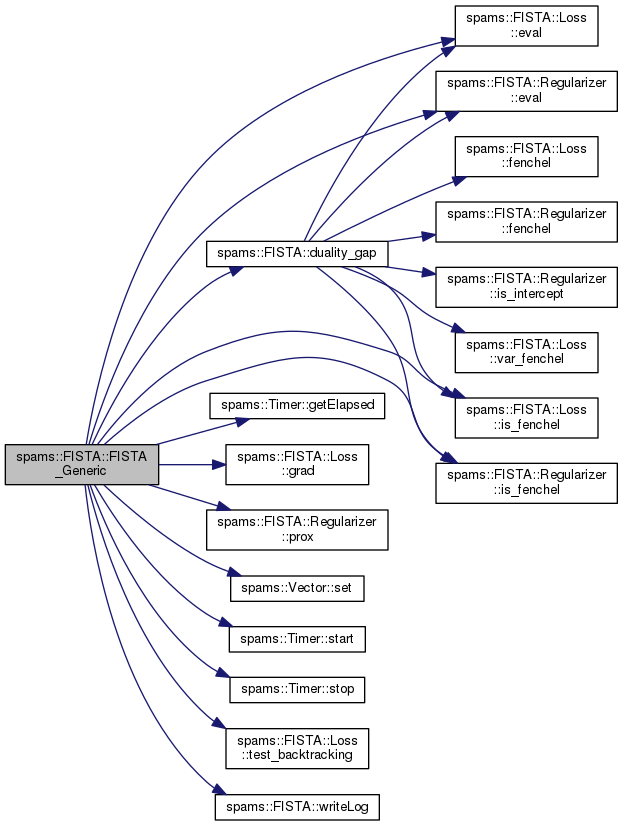 spams::FISTA::FISTA
_Generic
spams::FISTA::duality_gap
spams::Timer::getElapsed
spams::FISTA::Loss
::grad
spams::FISTA::Regularizer
::prox
spams::Vector::set
spams::Timer::start
spams::Timer::stop
spams::FISTA::Loss
::test_backtracking
spams::FISTA::writeLog
spams::FISTA::Loss
::eval
spams::FISTA::Regularizer
::eval
spams::FISTA::Loss
::fenchel
spams::FISTA::Regularizer
::fenchel
spams::FISTA::Regularizer
::is_intercept
spams::FISTA::Loss
::var_fenchel
spams::FISTA::Loss
::is_fenchel
spams::FISTA::Regularizer
::is_fenchel